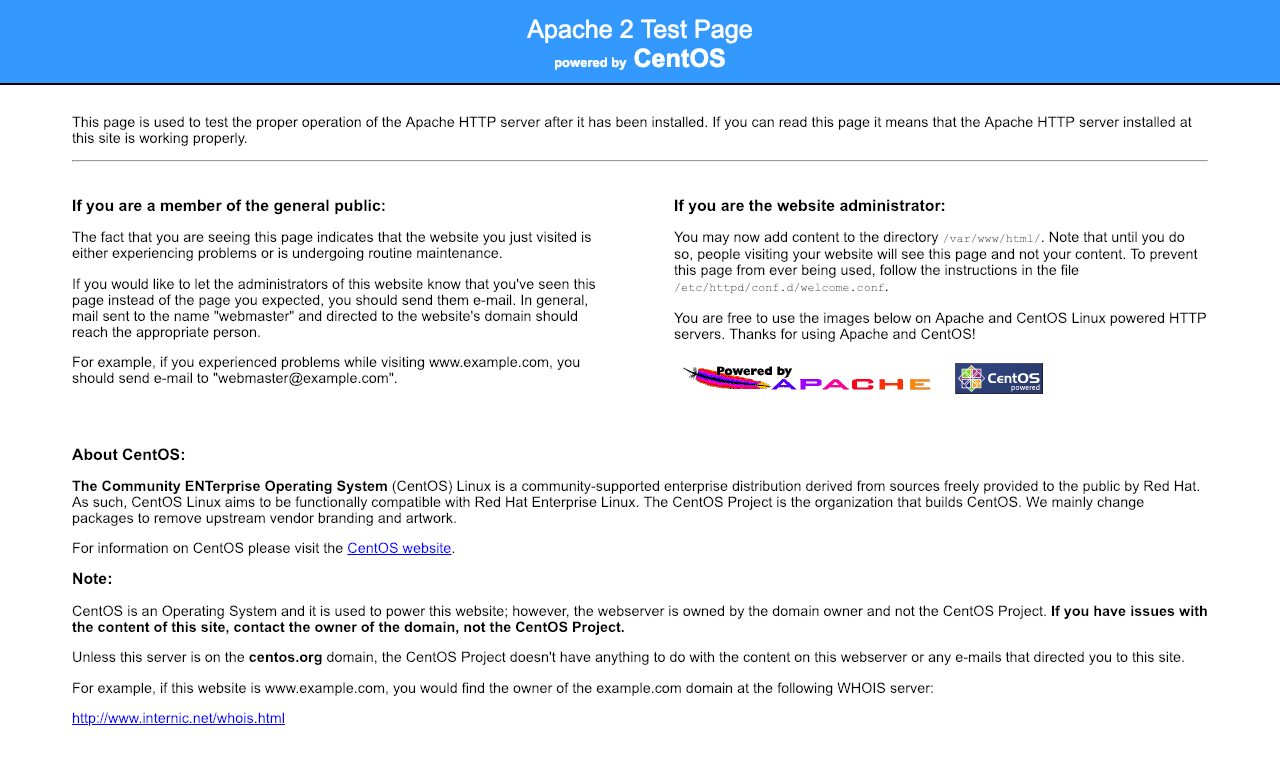 Apache 2 Test Page
powered by CentOS
This page is used to test the proper operation of the Apache HTTP server after it has been installed. If you can read this page it means that the Apache HTTP server installed at
this site is working properly.
If you are a member of the general public:
The fact that you are seeing this page indicates that the website you just visited is
either experiencing problems or is undergoing routine maintenance.
If you would like to let the administrators of this website know that you've seen this
page instead of the page you expected, you should send them e-mail. In general,
mail sent to the name "webmaster" and directed to the website's domain should
reach the appropriate person.
For example, if you experienced problems while visiting www.example.com, you
should send e-mail to "webmaster@example.com".
If you are the website administrator:
You may now add content to the directory /var/www/html/. Note that until you do
so, people visiting your website will see this page and not your content. To prevent
this page from ever being used, follow the instructions in the file
/etc/httpd/conf.d/welcome.conf.
You are free to use the images below on Apache and CentOS Linux powered HTTP
servers. Thanks for using Apache and CentOS!
Powered by
APACHE
CentOS
powered
About CentOS:
The Community ENTerprise Operating System (CentOS) Linux is a community-supported enterprise distribution derived from sources freely provided to the public by Red Hat.
As such, CentOS Linux aims to be functionally compatible with Red Hat Enterprise Linux. The CentOS Project is the organization that builds CentOS. We mainly change
packages to remove upstream vendor branding and artwork.
For information on CentOS please visit the CentOS website.
Note:
CentOS is an Operating System and it is used to power this website; however, the webserver is owned by the domain owner and not the CentOS Project. If you have issues with
the content of this site, contact the owner of the domain, not the CentOS Project.
Unless this server is on the centos.org domain, the CentOS Project doesn't have anything to do with the content on this webserver or any e-mails that directed you to this site.
For example, if this website is www.example.com, you would find the owner of the example.com domain at the following WHOIS server:
http://www.internic.net/whois.html